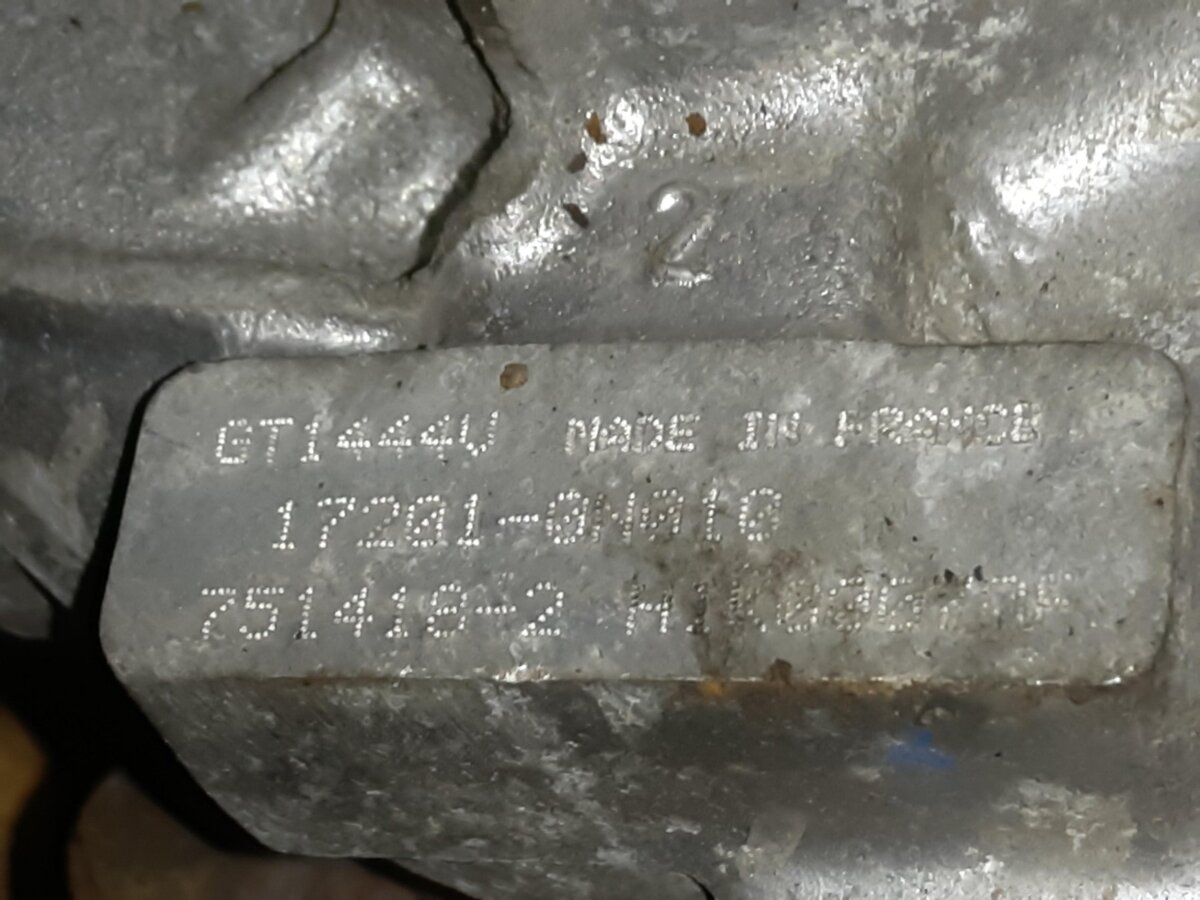 2
GT1444V MADE IN FRANCE
17201-0N010
751418-2